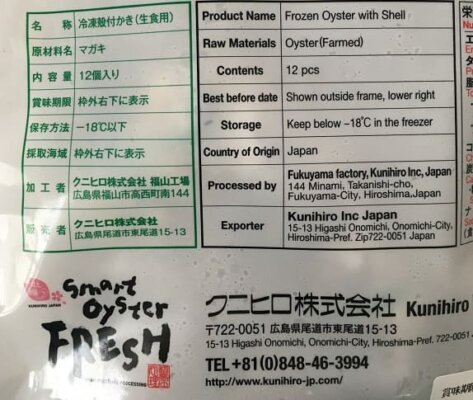 名　称 冷凍殻付かき（生食用）
原材料名 マガキ
内 容 量 12個入り
賞味期限 枠外右下に表示
保存方法 −18℃以下
採取海域 枠外右下に表示
加 工 者 クニヒロ株式会社 福山工場
広島県福山市高西町南144
販 売 者 クニヒロ株式会社
広島県尾道市東尾道15-13
Product Name Frozen Oyster with Shell
Raw Materials Oyster(Farmed)
Contents 12 pcs
Best before date Shown outside frame, lower right
Storage Keep below −18℃ in the freezer
Country of Origin Japan
Processed by Fukuyama factory, Kunihiro Inc, Japan
144 Minami, Takanishi-cho,
Fukuyama-City, Hiroshima.Japan
Exporter Kunihiro Inc Japan
15-13 Higashi Onomichi, Onomichi-City,
Hiroshima-Pref. Zip722-0051 Japan
栄
Nu
エ
KUNIHIRO JAPAN
smart
oyster
FRESH
PROCESSING
クニヒロ株式会社 Kunihiro
〒722-0051 広島県尾道市東尾道15-13
15-13 Higashi Onomichi, Onomichi-City, Hiroshima-Pref. 722-0051
TEL +81(0)848-46-3994
http://www.kunihiro-jp.com/
賞味期